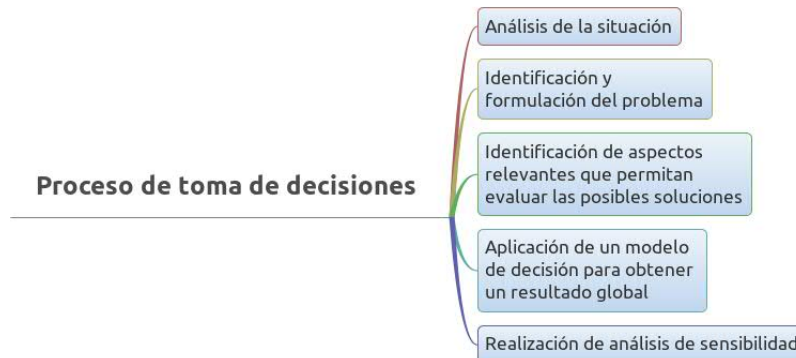 Proceso de toma de decisiones
Análisis de la situación
Identificación y
formulación del problema
Identificación de aspectos
relevantes que permitan
evaluar las posibles soluciones
Aplicación de un modelo
de decisión para obtener
un resultado global
Realización de análisis de sensibilidad